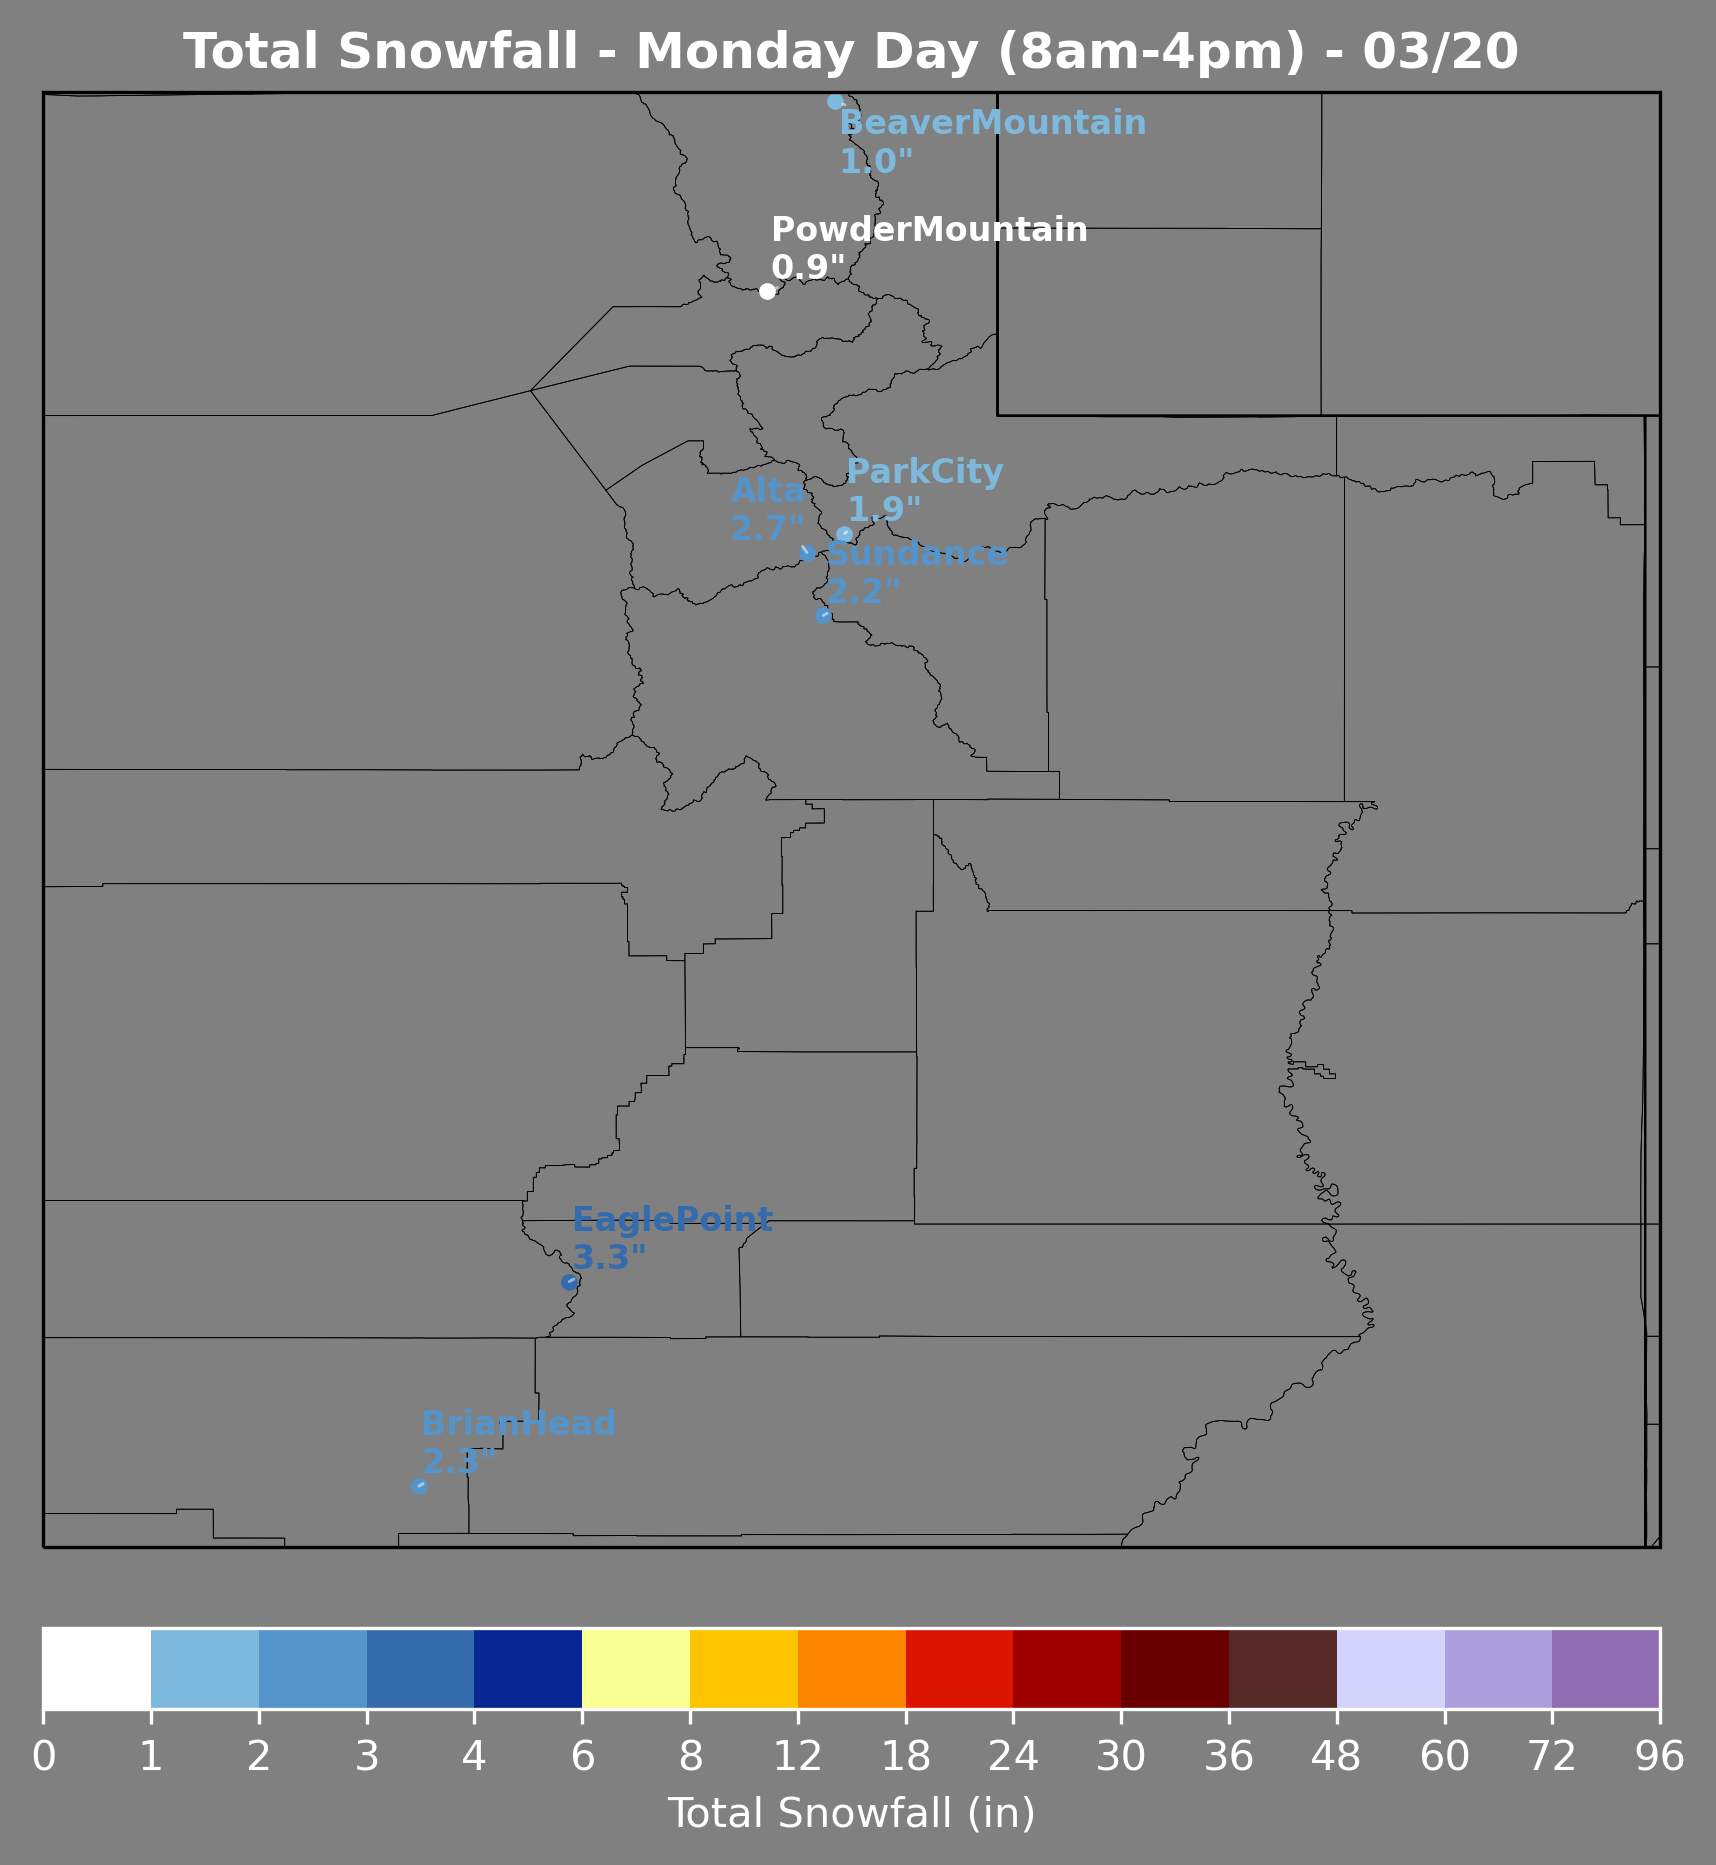 Total Snowfall - Monday Day (8am-4pm) - 03/20
BeaverMountain
1.0"
PowderMountain
0.9"
ParkCity
1.9"
Alta
2.7"
Sundance
2.2"
EaglePoint
3.3"
BrianHead
2.3"
0 1 2 3 4 6 8 12 18 24 30 36 48 60 72 96
Total Snowfall (in)